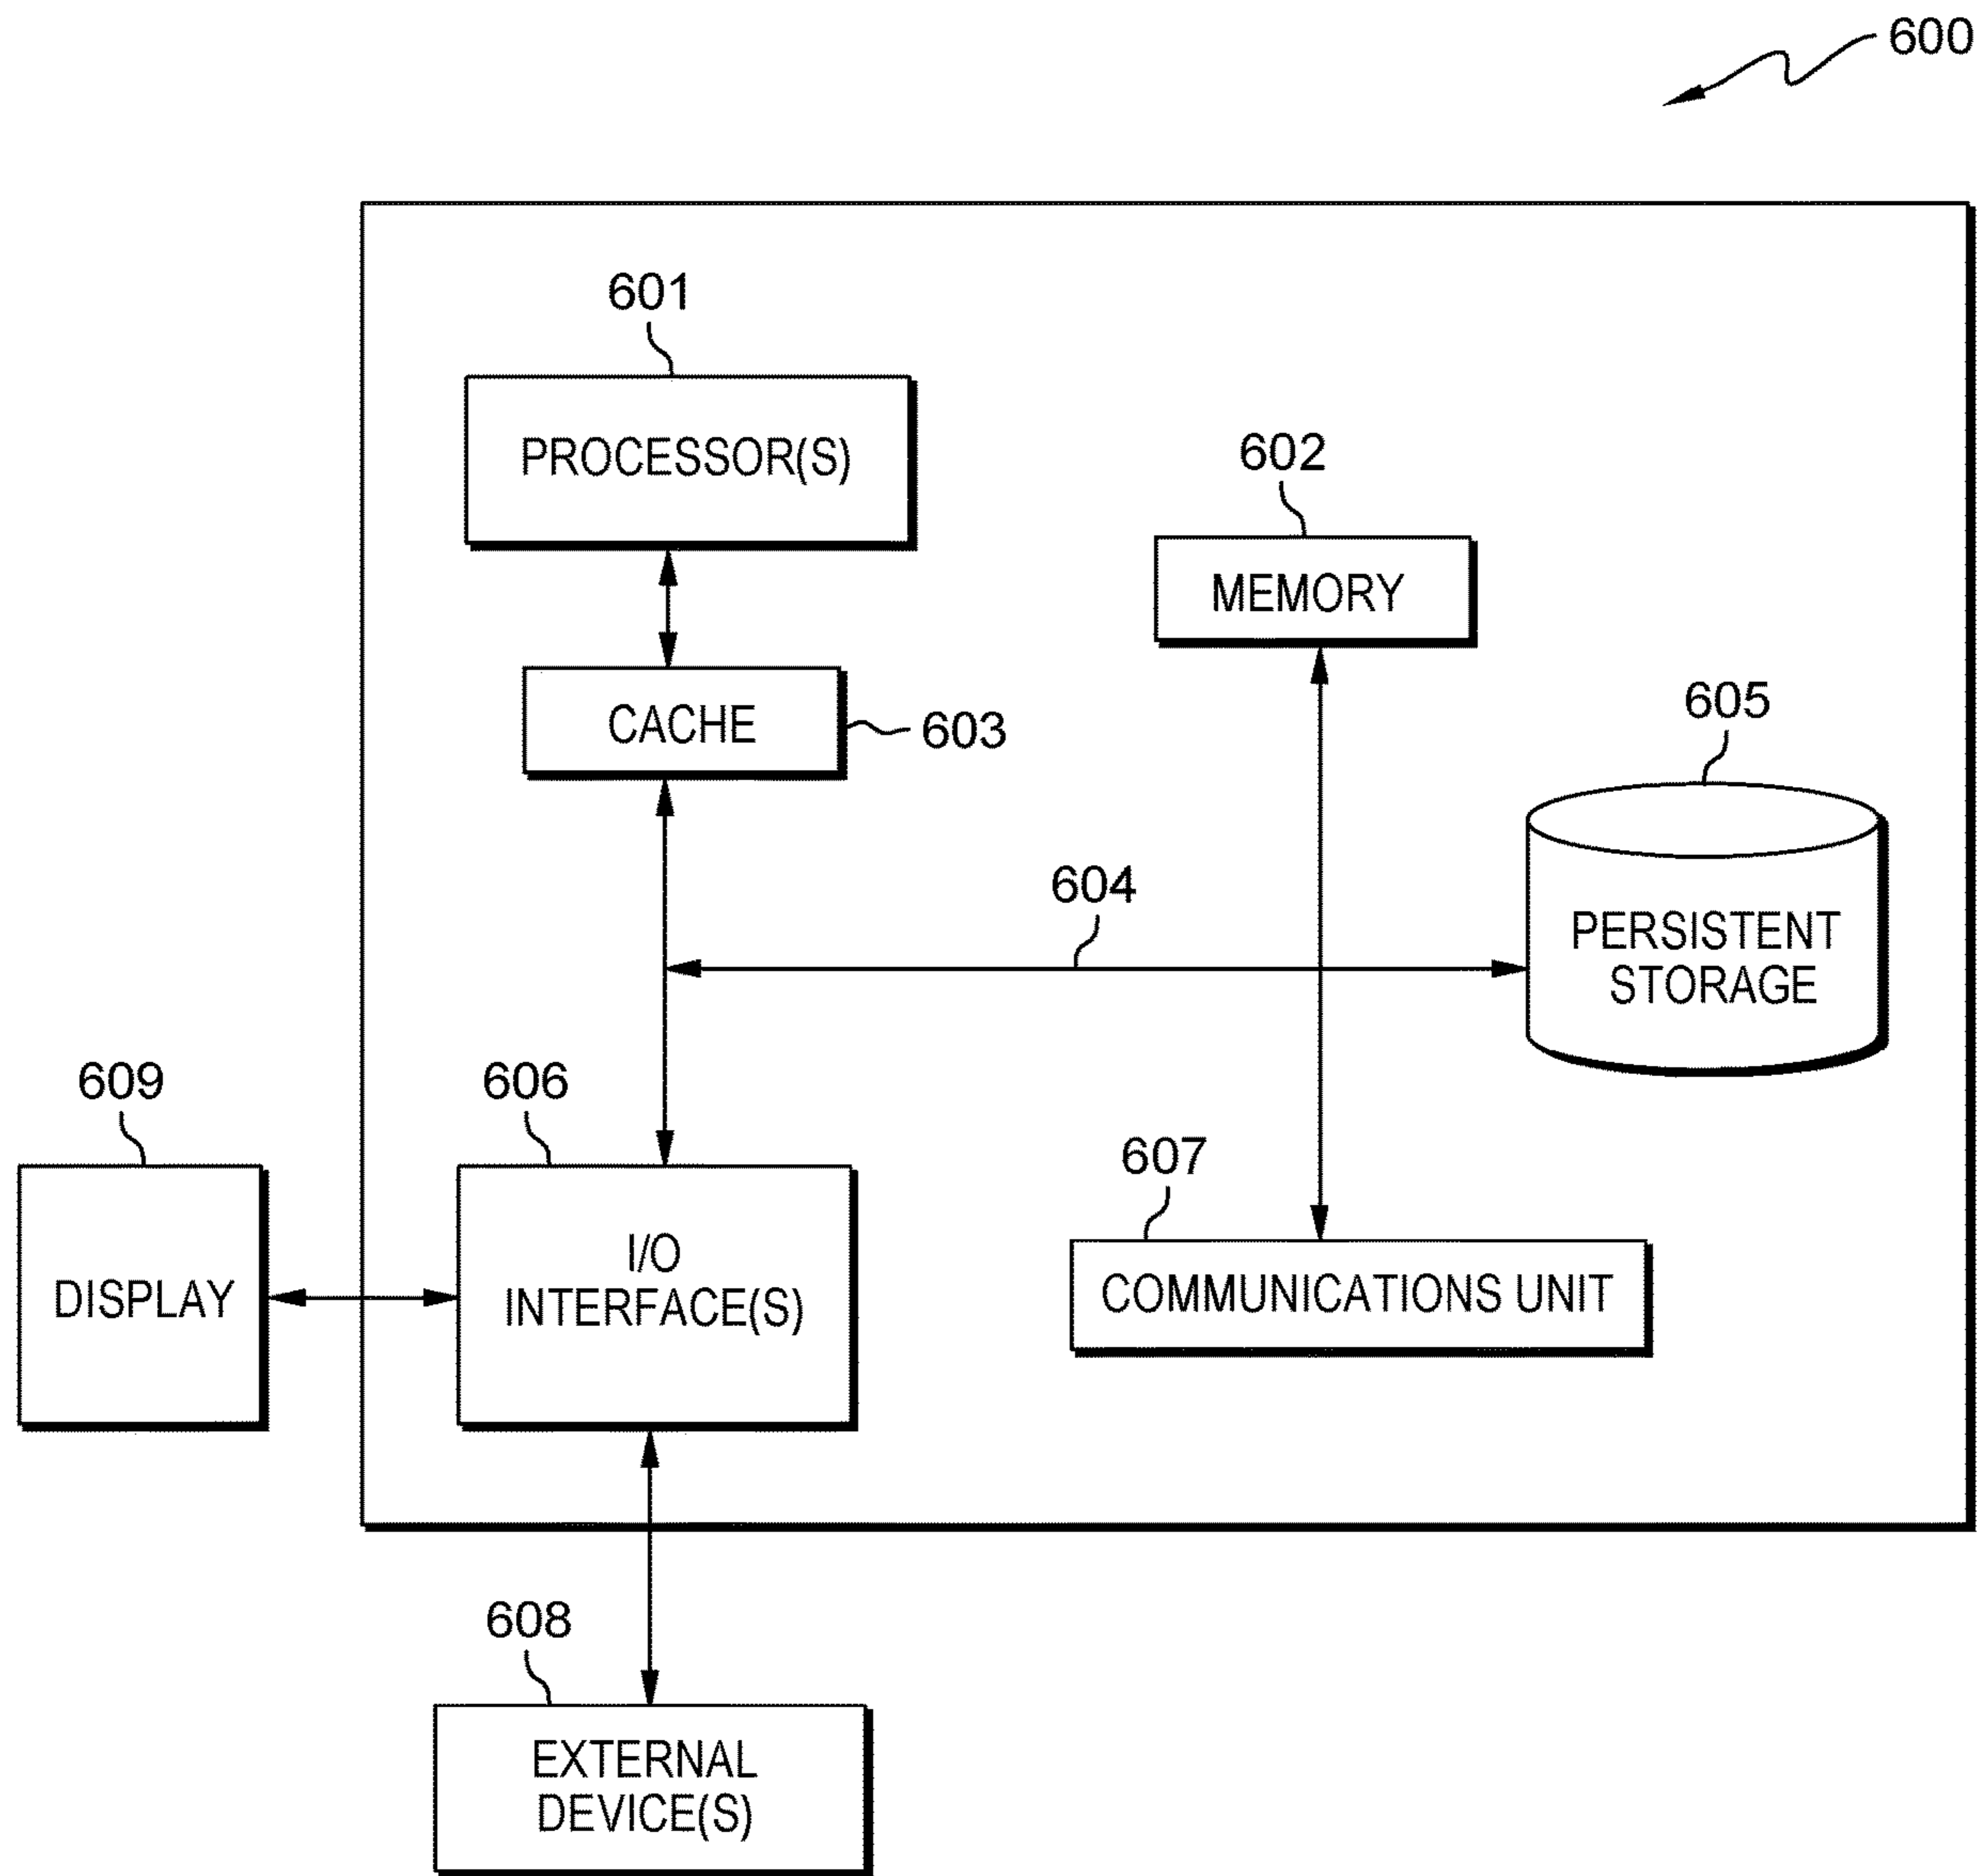 600
601
PROCESSOR(S)
602
MEMORY
CACHE
603
605
604
PERSISTENT
STORAGE
609
606
607
DISPLAY
I/O
INTERFACE(S)
COMMUNICATIONS UNIT
608
EXTERNAL
DEVICE(S)